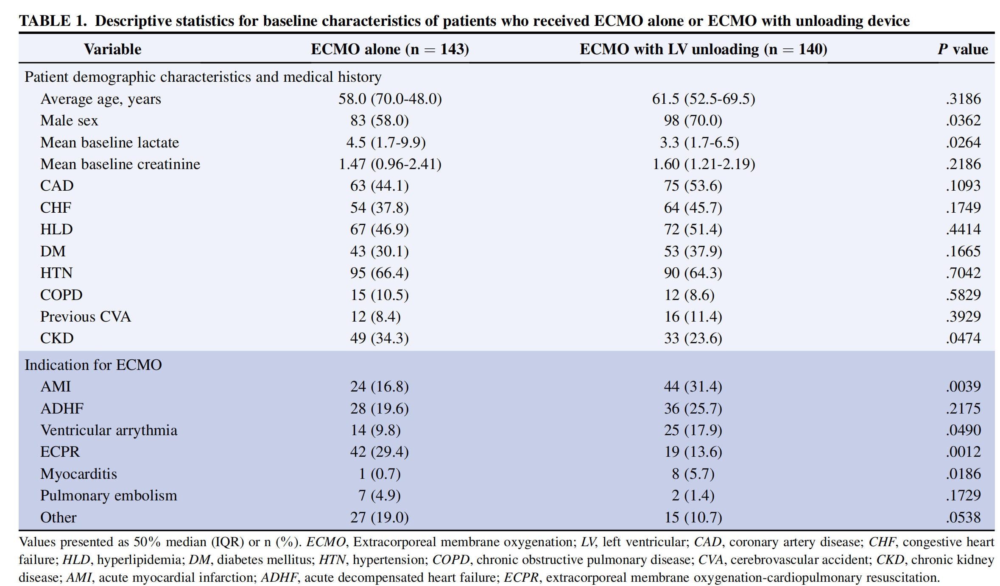 TABLE 1. Descriptive statistics for baseline characteristics of patients who received ECMO alone or ECMO with unloading device
Variable ECMO alone (n = 143) ECMO with LV unloading (n = 140) P value
Patient demographic characteristics and medical history
Average age, years 58.0 (70.0-48.0) 61.5 (52.5-69.5) .3186
Male sex 83 (58.0) 98 (70.0) .0362
Mean baseline lactate 4.5 (1.7-9.9) 3.3 (1.7-6.5) .0264
Mean baseline creatinine 1.47 (0.96-2.41) 1.60 (1.21-2.19) .2186
CAD 63 (44.1) 75 (53.6) .1093
CHF 54 (37.8) 64 (45.7) .1749
HLD 67 (46.9) 72 (51.4) .4414
DM 43 (30.1) 53 (37.9) .1665
HTN 95 (66.4) 90 (64.3) .7042
COPD 15 (10.5) 12 (8.6) .5829
Previous CVA 12 (8.4) 16 (11.4) .3929
CKD 49 (34.3) 33 (23.6) .0474
Indication for ECMO
AMI 24 (16.8) 44 (31.4) .0039
ADHF 28 (19.6) 36 (25.7) .2175
Ventricular arrythmia 14 (9.8) 25 (17.9) .0490
ECPR 42 (29.4) 19 (13.6) .0012
Myocarditis 1 (0.7) 8 (5.7) .0186
Pulmonary embolism 7 (4.9) 2 (1.4) .1729
Other 27 (19.0) 15 (10.7) .0538
Values presented as 50% median (IQR) or n (%). ECMO, Extracorporeal membrane oxygenation; LV, left ventricular; CAD, coronary artery disease; CHF, congestive heart
failure; HLD, hyperlipidemia; DM, diabetes mellitus; HTN, hypertension; COPD, chronic obstructive pulmonary disease; CVA, cerebrovascular accident; CKD, chronic kidney
disease; AMI, acute myocardial infarction; ADHF, acute decompensated heart failure; ECPR, extracorporeal membrane oxygenation-cardiopulmonary resuscitation.